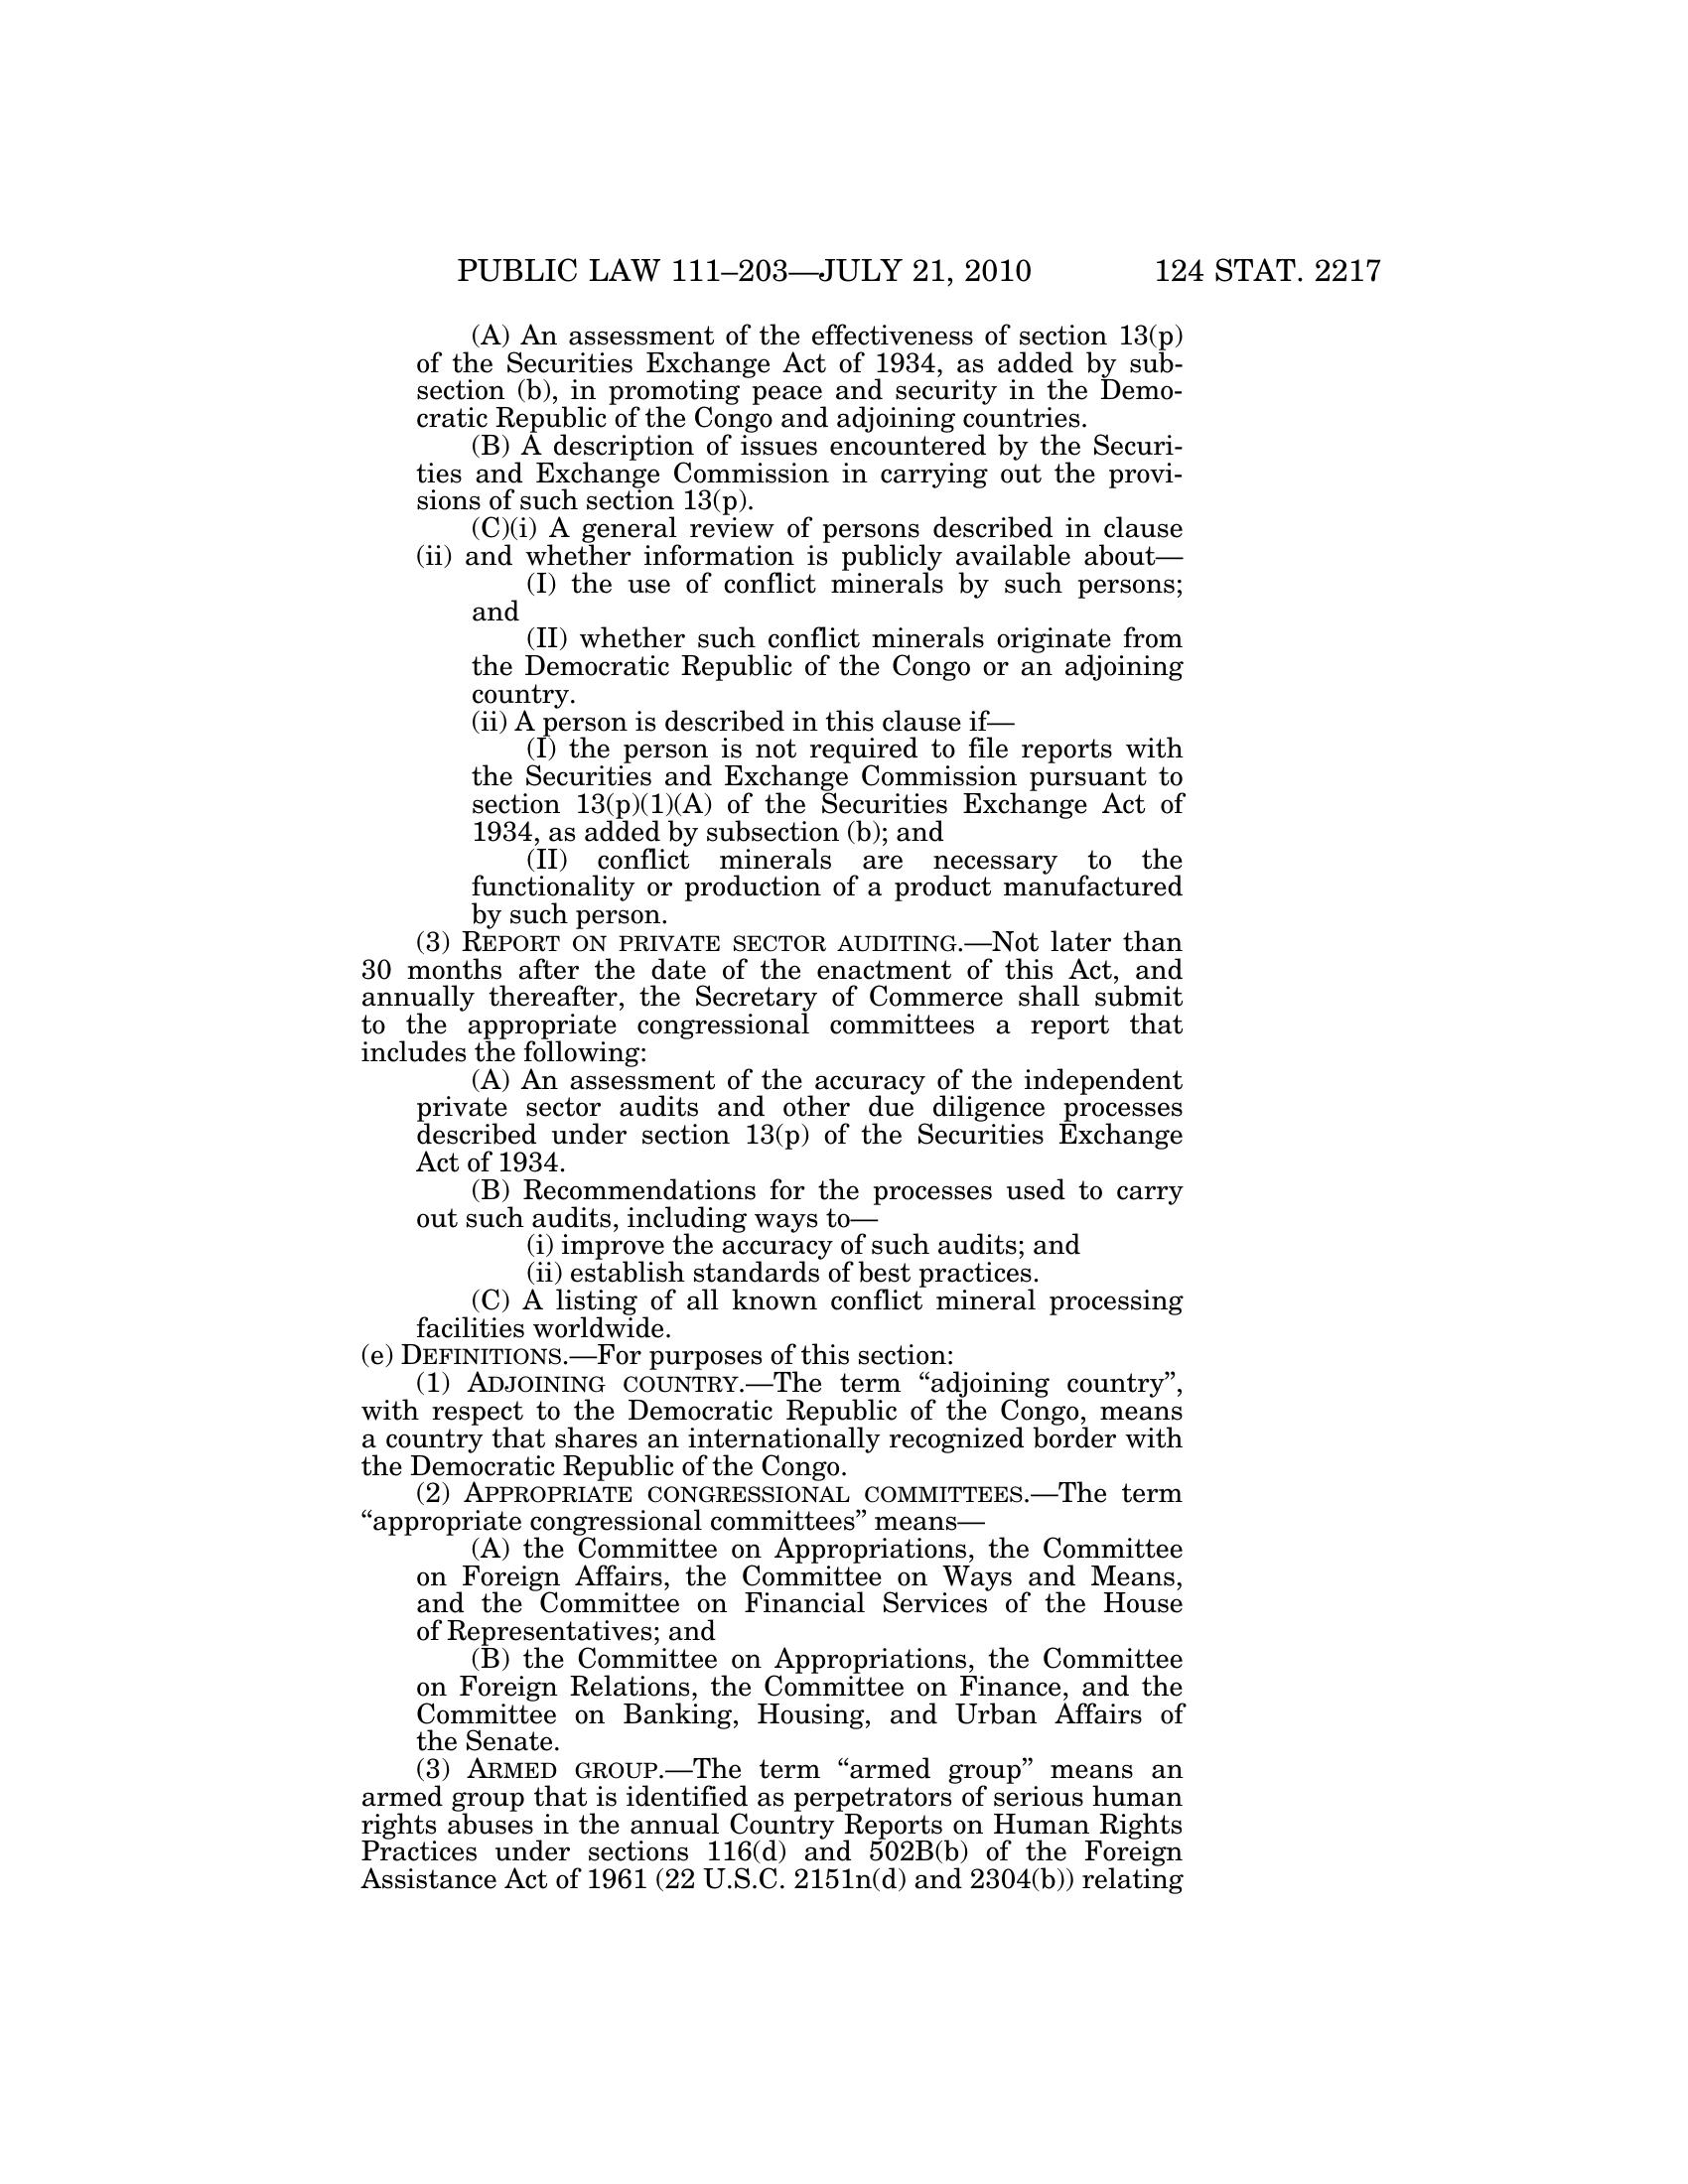 PUBLIC LAW 111–203—JULY 21, 2010 124 STAT. 2217
(A) An assessment of the effectiveness of section 13(p)
of the Securities Exchange Act of 1934, as added by sub-
section (b), in promoting peace and security in the Demo-
cratic Republic of the Congo and adjoining countries.
(B) A description of issues encountered by the Securi-
ties and Exchange Commission in carrying out the provi-
sions of such section 13(p).
(C)(i) A general review of persons described in clause
(ii) and whether information is publicly available about—
(I) the use of conflict minerals by such persons;
and
(II) whether such conflict minerals originate from
the Democratic Republic of the Congo or an adjoining
country.
(ii) A person is described in this clause if—
(I) the person is not required to file reports with
the Securities and Exchange Commission pursuant to
section 13(p)(1)(A) of the Securities Exchange Act of
1934, as added by subsection (b); and
(II) conflict minerals are necessary to the
functionality or production of a product manufactured
by such person.
(3) REPORT ON PRIVATE SECTOR AUDITING.—Not later than
30 months after the date of the enactment of this Act, and
annually thereafter, the Secretary of Commerce shall submit
to the appropriate congressional committees a report that
includes the following:
(A) An assessment of the accuracy of the independent
private sector audits and other due diligence processes
described under section 13(p) of the Securities Exchange
Act of 1934.
(B) Recommendations for the processes used to carry
out such audits, including ways to—
(i) improve the accuracy of such audits; and
(ii) establish standards of best practices.
(C) A listing of all known conflict mineral processing
facilities worldwide.
(e) DEFINITIONS.—For purposes of this section:
(1) ADJOINING COUNTRY.—The term “adjoining country”,
with respect to the Democratic Republic of the Congo, means
a country that shares an internationally recognized border with
the Democratic Republic of the Congo.
(2) APPROPRIATE CONGRESSIONAL COMMITTEES.—The term
“appropriate congressional committees” means—
(A) the Committee on Appropriations, the Committee
on Foreign Affairs, the Committee on Ways and Means,
and the Committee on Financial Services of the House
of Representatives; and
(B) the Committee on Appropriations, the Committee
on Foreign Relations, the Committee on Finance, and the
Committee on Banking, Housing, and Urban Affairs of
the Senate.
(3) ARMED GROUP.—The term “armed group” means an
armed group that is identified as perpetrators of serious human
rights abuses in the annual Country Reports on Human Rights
Practices under sections 116(d) and 502B(b) of the Foreign
Assistance Act of 1961 (22 U.S.C. 2151n(d) and 2304(b)) relating